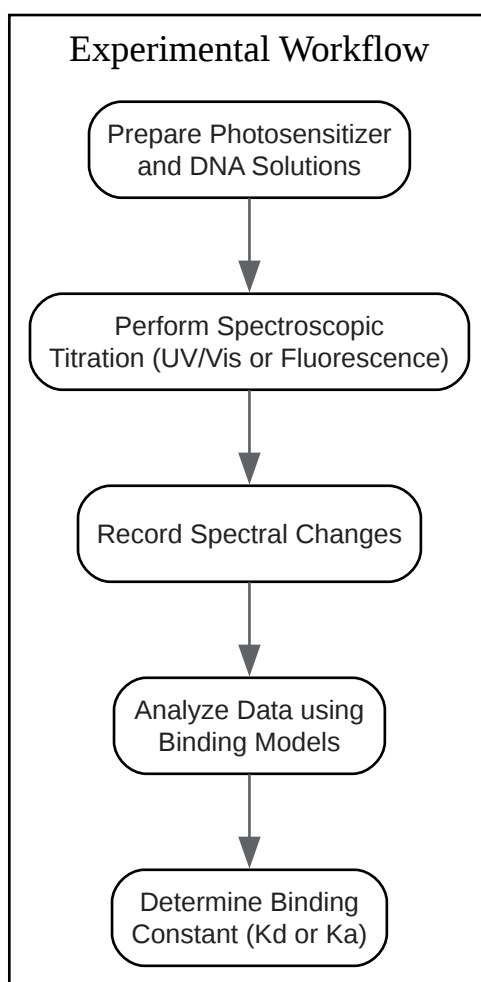 Experimental Workflow
Prepare Photosensitizer
and DNA Solutions
Perform Spectroscopic
Titration (UV/Vis or Fluorescence)
Record Spectral Changes
Analyze Data using
Binding Models
Determine Binding
Constant (Kd or Ka)